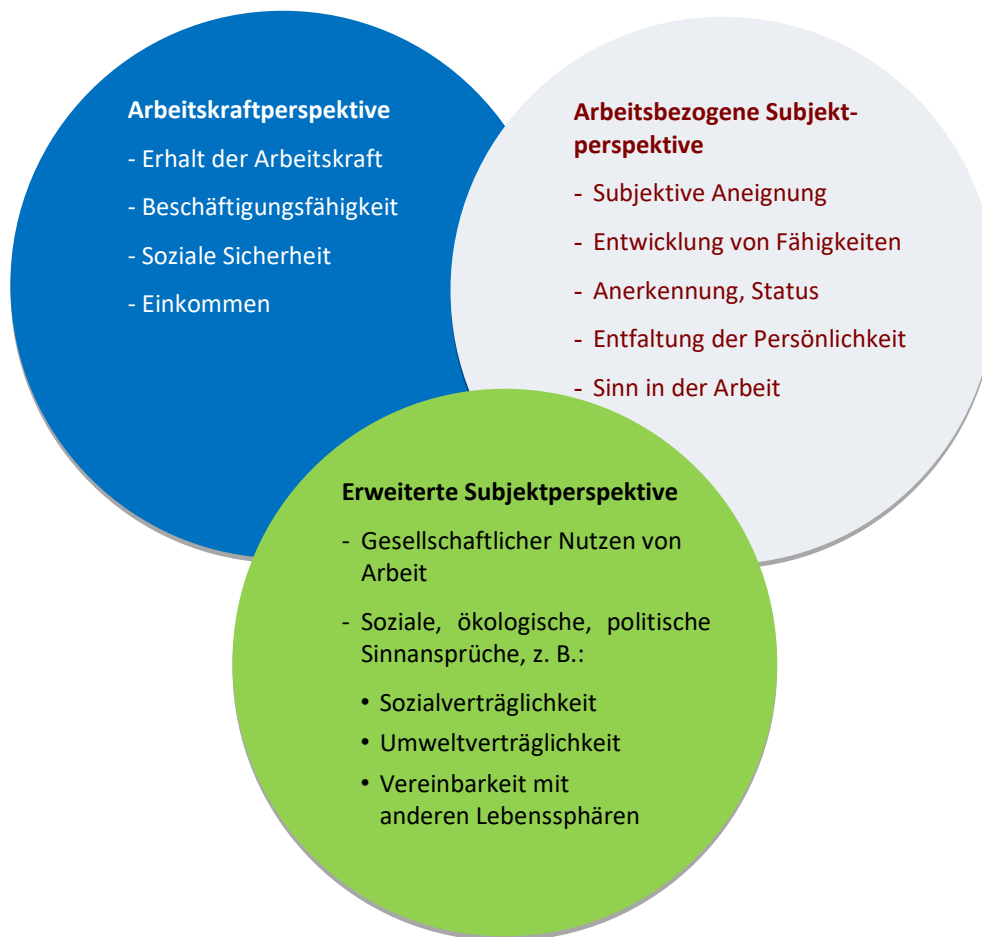 Arbeitskraftperspektive
- Erhalt der Arbeitskraft
- Beschäftigungsfähigkeit
- Soziale Sicherheit
- Einkommen
Arbeitsbezogene Subjekt-
perspektive
- Subjektive Aneignung
- Entwicklung von Fähigkeiten
- Anerkennung, Status
- Entfaltung der Persönlichkeit
- Sinn in der Arbeit
Erweiterte Subjektperspektive
- Gesellschaftlicher Nutzen von
Arbeit
- Soziale, ökologische, politische
Sinnansprüche, z. B.:
• Sozialverträglichkeit
• Umweltverträglichkeit
• Vereinbarkeit mit
anderen Lebenssphären